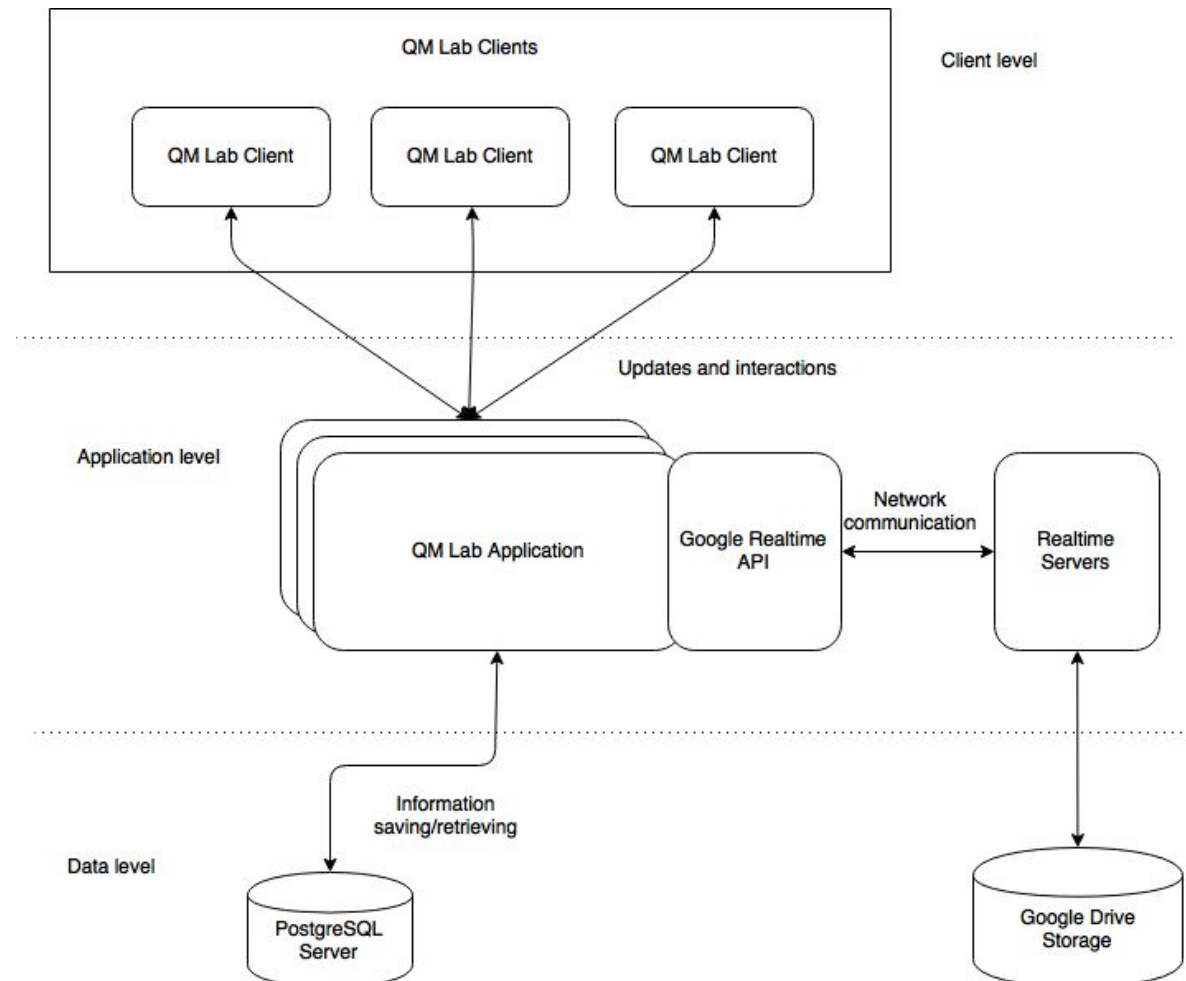 QM Lab Clients
Client level
QM Lab Client
QM Lab Client
QM Lab Client
Updates and interactions
Application level
QM Lab Application
Google Realtime
API
Network
communication
Realtime
Servers
Information
saving/retrieving
Data level
PostgreSQL
Server
Google Drive
Storage